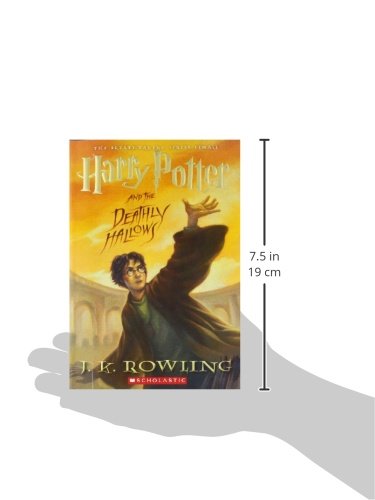 Harry Potter
AND THE
DEATHLY
HALLOWS
J. K. ROWLING
SCHOLASTIC
7.5 in
19 cm